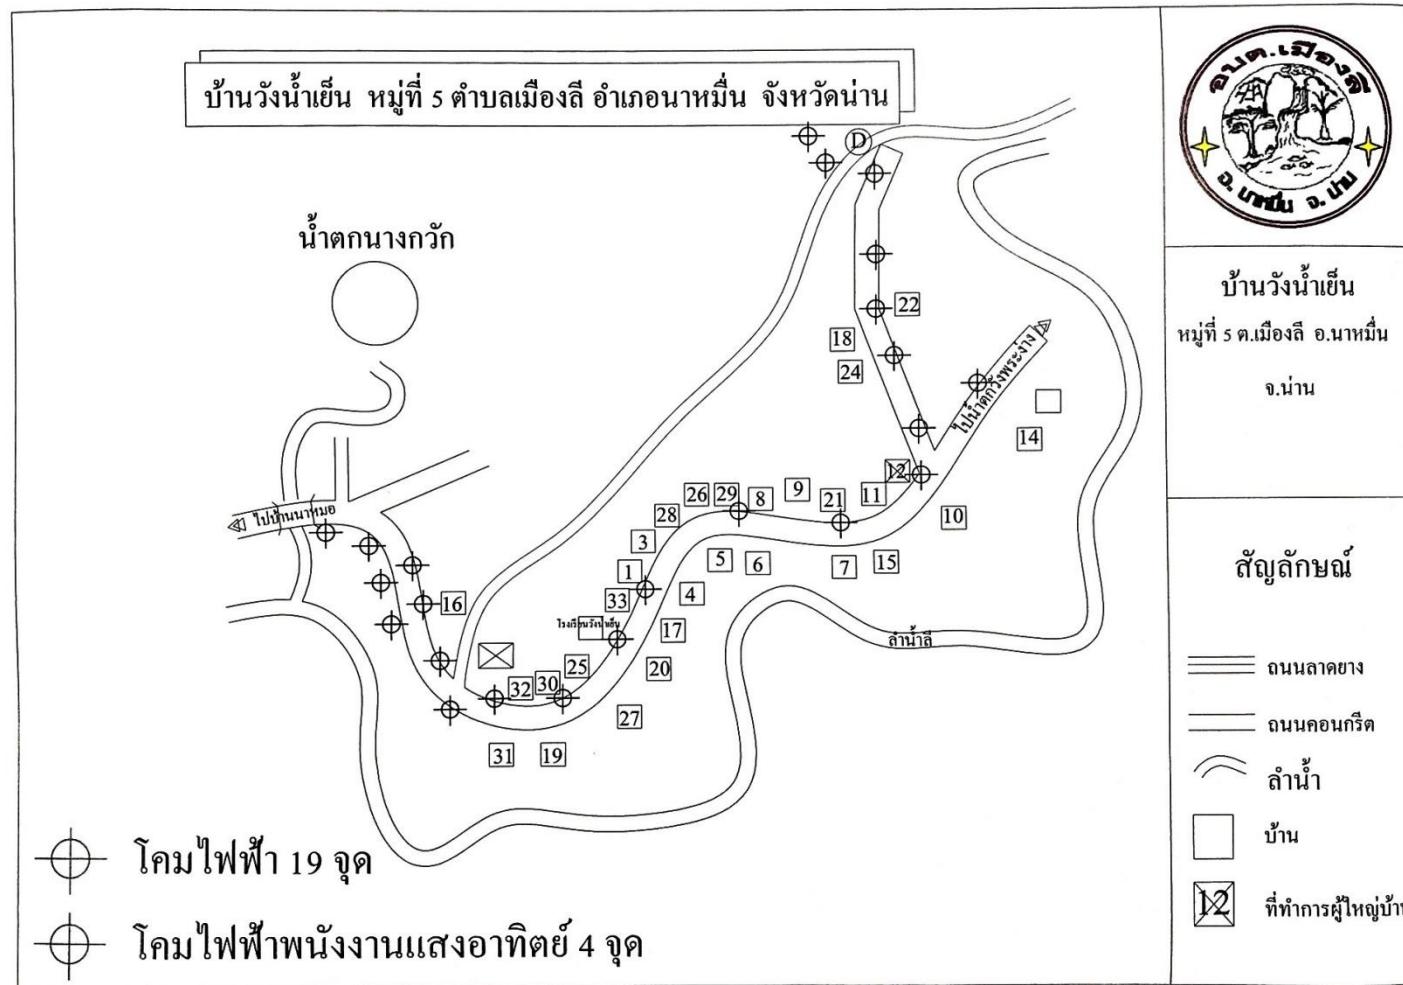 บ้านวังน้ำเย็น หมู่ที่ 5 ตำบลเมืองลี อำเภอนาหมื่น จังหวัดน่าน
อบต.เมืองลี
อ. นาหมื่น จ. น่าน
D
น้ำตกนางกวัก
บ้านวังน้ำเย็น
หมู่ที่ 5 ต.เมืองลี อ.นาหมื่น
จ.น่าน
22
18
24
ไปน้ำตกวังพระง่าง
14
12
26
29
8
9
21
11
10
28
ไปบ้านนาหมอ
3
5
6
7
15
สัญลักษณ์
1
4
33
16
โรงเรียนวังน้ำเย็น
17
ลำน้ำลี
25
20
ถนนลาดยาง
32
30
27
ถนนคอนกรีต
31
19
ลำน้ำ
บ้าน
โคมไฟฟ้า 19 จุด
12
ที่ทำการผู้ใหญ่บ้าน
โคมไฟฟ้าพนังงานแสงอาทิตย์ 4 จุด